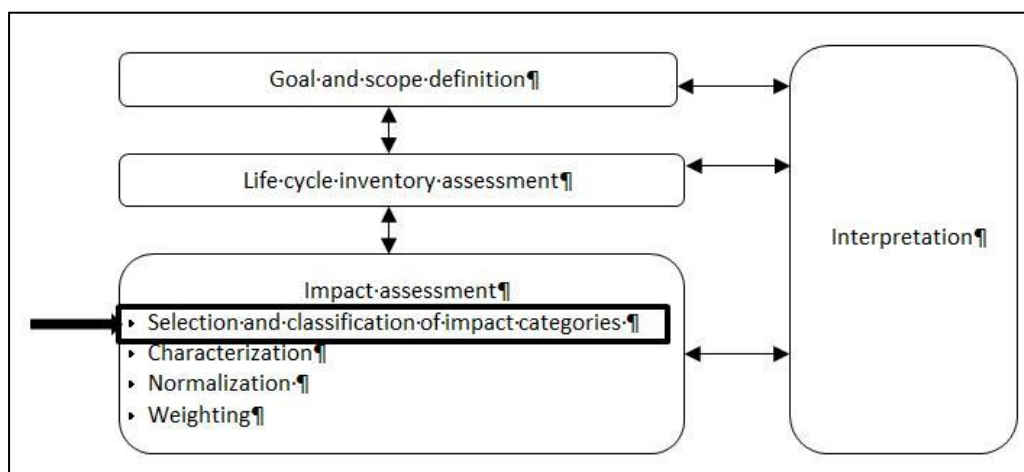 Goal·and·scope·definition¶
Life·cycle·inventory·assessment¶
Interpretation¶
Impact·assessment¶
‣ Selection·and·classification·of·impact·categories·¶
‣ Characterization¶
‣ Normalization·¶
‣ Weighting¶